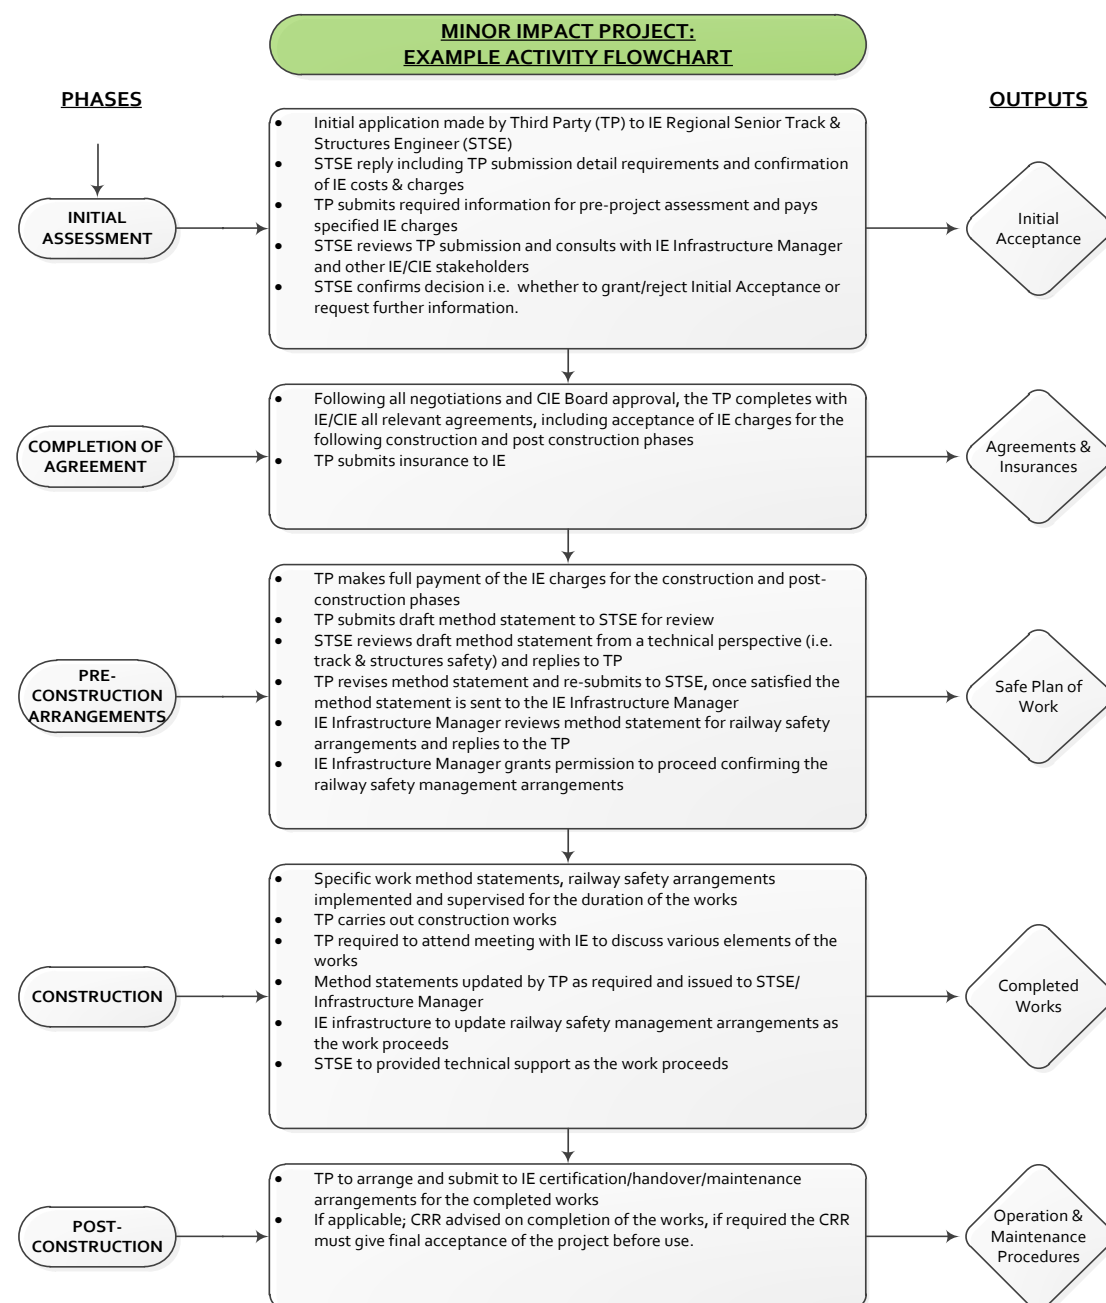 MINOR IMPACT PROJECT:
EXAMPLE ACTIVITY FLOWCHART
PHASES
OUTPUTS
INITIAL
ASSESSMENT
• Initial application made by Third Party (TP) to IE Regional Senior Track &
Structures Engineer (STSE)
• STSE reply including TP submission detail requirements and confirmation
of IE costs & charges
• TP submits required information for pre-project assessment and pays
specified IE charges
• STSE reviews TP submission and consults with IE Infrastructure Manager
and other IE/CIE stakeholders
• STSE confirms decision i.e. whether to grant/reject Initial Acceptance or
request further information.
Initial
Acceptance
COMPLETION OF
AGREEMENT
• Following all negotiations and CIE Board approval, the TP completes with
IE/CIE all relevant agreements, including acceptance of IE charges for the
following construction and post construction phases
• TP submits insurance to IE
Agreements &
Insurances
PRE-
CONSTRUCTION
ARRANGEMENTS
• TP makes full payment of the IE charges for the construction and post-
construction phases
• TP submits draft method statement to STSE for review
• STSE reviews draft method statement from a technical perspective (i.e.
track & structures safety) and replies to TP
• TP revises method statement and re-submits to STSE, once satisfied the
method statement is sent to the IE Infrastructure Manager
• IE Infrastructure Manager reviews method statement for railway safety
arrangements and replies to the TP
• IE Infrastructure Manager grants permission to proceed confirming the
railway safety management arrangements
Safe Plan of
Work
CONSTRUCTION
• Specific work method statements, railway safety arrangements
implemented and supervised for the duration of the works
• TP carries out construction works
• TP required to attend meeting with IE to discuss various elements of the
works
• Method statements updated by TP as required and issued to STSE/
Infrastructure Manager
• IE infrastructure to update railway safety management arrangements as
the work proceeds
• STSE to provided technical support as the work proceeds
Completed
Works
POST-
CONSTRUCTION
• TP to arrange and submit to IE certification/handover/maintenance
arrangements for the completed works
• If applicable; CRR advised on completion of the works, if required the CRR
must give final acceptance of the project before use.
Operation &
Maintenance
Procedures